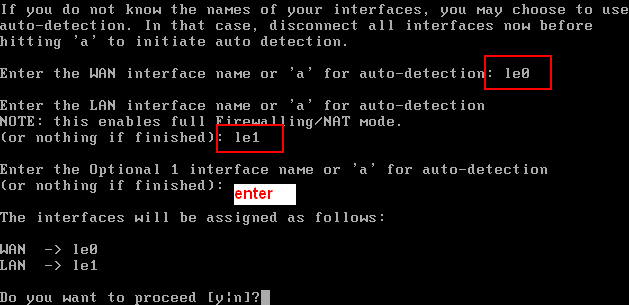 If you do not know the names of your interfaces, you may choose to use
auto-detection. In that case, disconnect all interfaces now before
hitting 'a' to initiate auto detection.
Enter the WAN interface name or 'a' for auto-detection: le0
Enter the LAN interface name or 'a' for auto-detection
NOTE: this enables full Firewalling/NAT mode.
(or nothing if finished): le1
Enter the Optional 1 interface name or 'a' for auto-detection
(or nothing if finished): enter
The interfaces will be assigned as follows:
WAN -> le0
LAN -> le1
Do you want to proceed [y|n]?